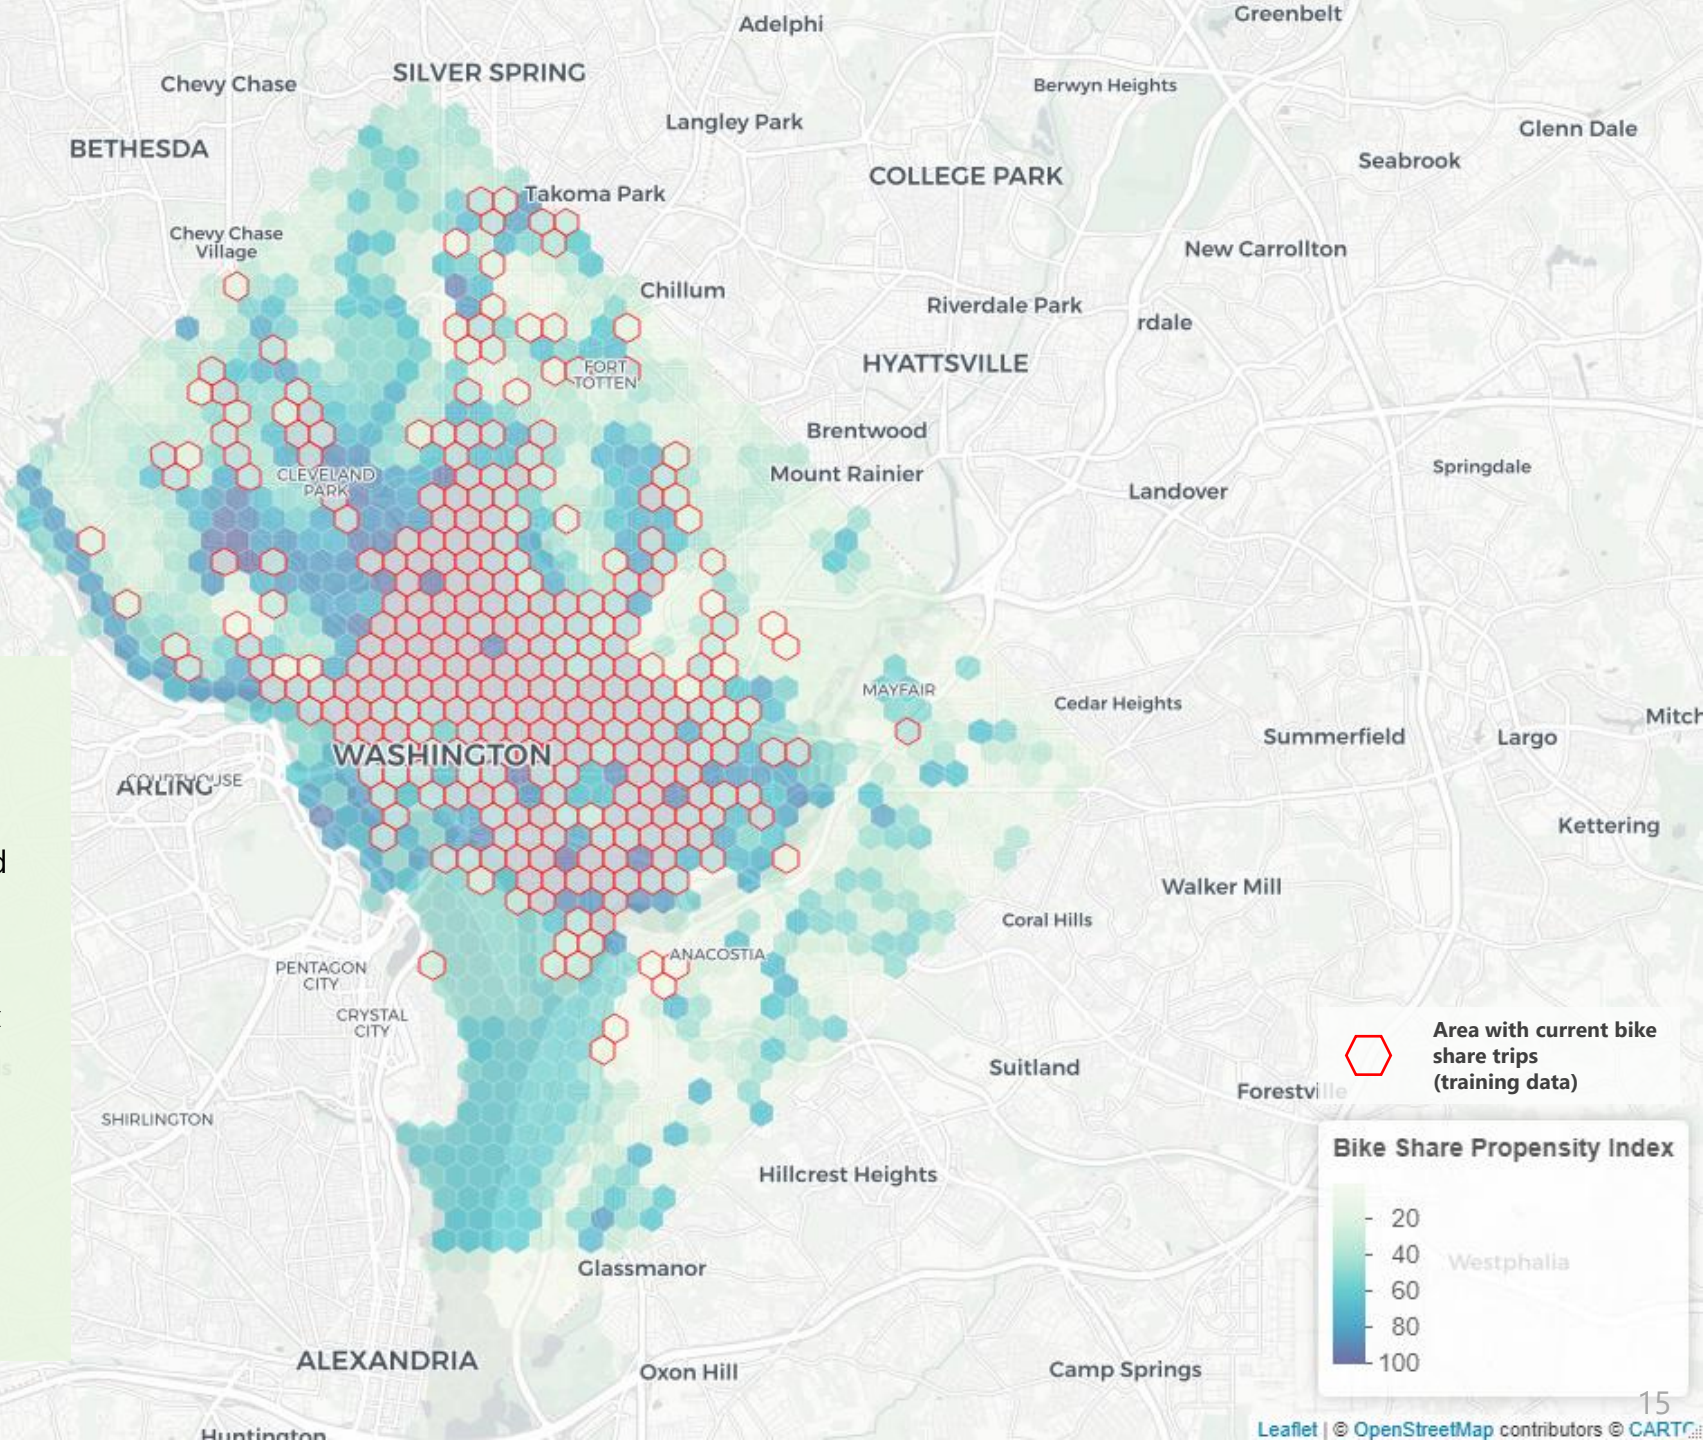 Adelphi
Greenbelt
SILVER SPRING
Chevy Chase
Berwyn Heights
Langley Park
Glenn Dale
BETHESDA
Seabrook
COLLEGE PARK
Takoma Park
Chevy Chase
Village
New Carrollton
Chillum
Riverdale Park
rdale
HYATTSVILLE
FORT
TOTTEN
Brentwood
Mount Rainier
Springdale
CLEVELAND
PARK
Landover
MAYFAIR
Cedar Heights
Mitch
Summerfield
Largo
WASHINGTON
COURTHOUSE
ARLING
Kettering
d
Walker Mill
Coral Hills
ANACOSTIA
PENTAGON
CITY
CRYSTAL
CITY
Area with current bike
share trips
(training data)
Suitland
Forestville
s
SHIRLINGTON
Bike Share Propensity Index
Hillcrest Heights
20
40
60
80
100
Westphalia
Glassmanor
ALEXANDRIA
Oxon Hill
Camp Springs
15
Leaflet | © OpenStreetMap contributors © CARTO
Huntington